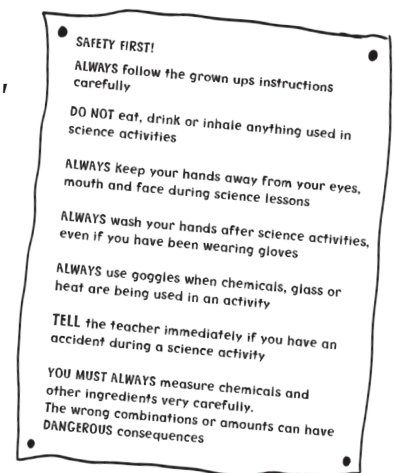 SAFETY FIRST!
ALWAYS follow the grown ups instructions
carefully
DO NOT eat, drink or inhale anything used in
science activities
ALWAYS keep your hands away from your eyes,
mouth and face during science lessons
ALWAYS wash your hands after science activities,
even if you have been wearing gloves
ALWAYS use goggles when chemicals, glass or
heat are being used in an activity
TELL the teacher immediately if you have an
accident during a science activity
YOU MUST ALWAYS measure chemicals and
other ingredients very carefully.
The wrong combinations or amounts can have
DANGEROUS consequences